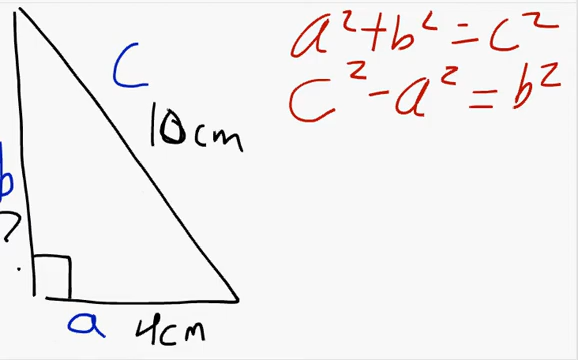 a²+b²=c²
c²-a²=b²
c
10cm
b
?
a 4cm